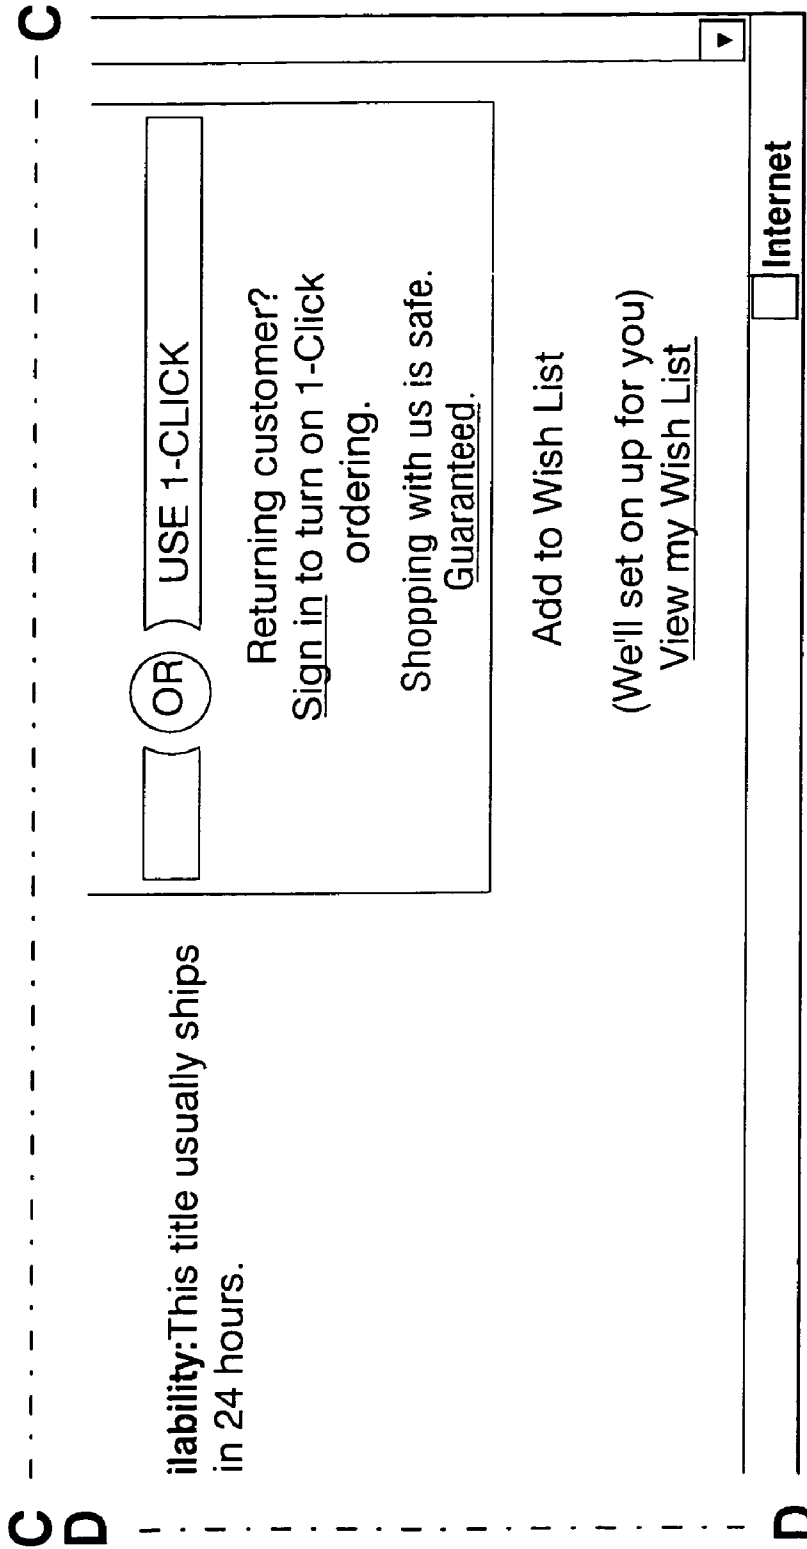 C C
D
ilability:This title usually ships
in 24 hours.
OR USE 1-CLICK
Returning customer?
Sign in to turn on 1-Click
ordering.
Shopping with us is safe.
Guaranteed.
Add to Wish List
(We'll set on up for you)
View my Wish List
Internet
D